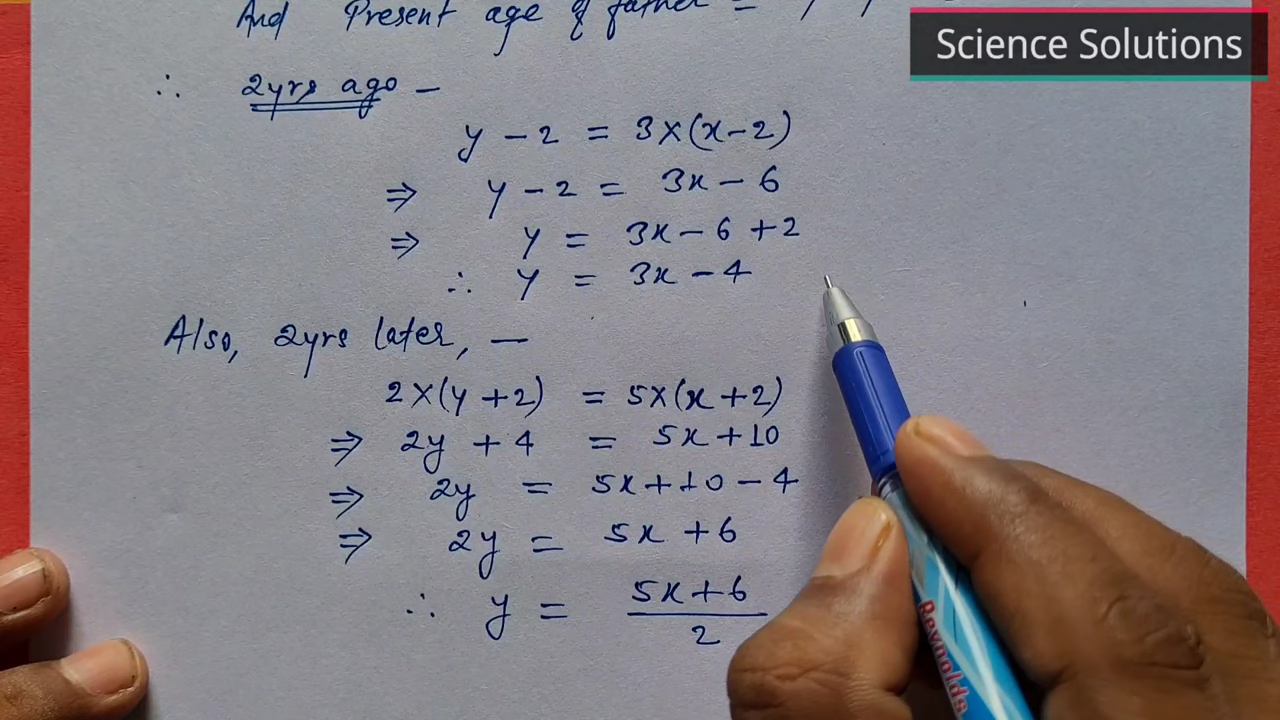 And Present age of father = y y
Science Solutions
∴ 2yrs ago —
y - 2 = 3×(x-2)
⇒ y - 2 = 3x - 6
⇒ y = 3x - 6 + 2
∴ y = 3x - 4
Also, 2yrs later, —
2×(y+2) = 5×(x+2)
⇒ 2y + 4 = 5x+10
⇒ 2y = 5x+10-4
⇒ 2y = 5x+6
∴ y = 5x+6
2
Reynolds